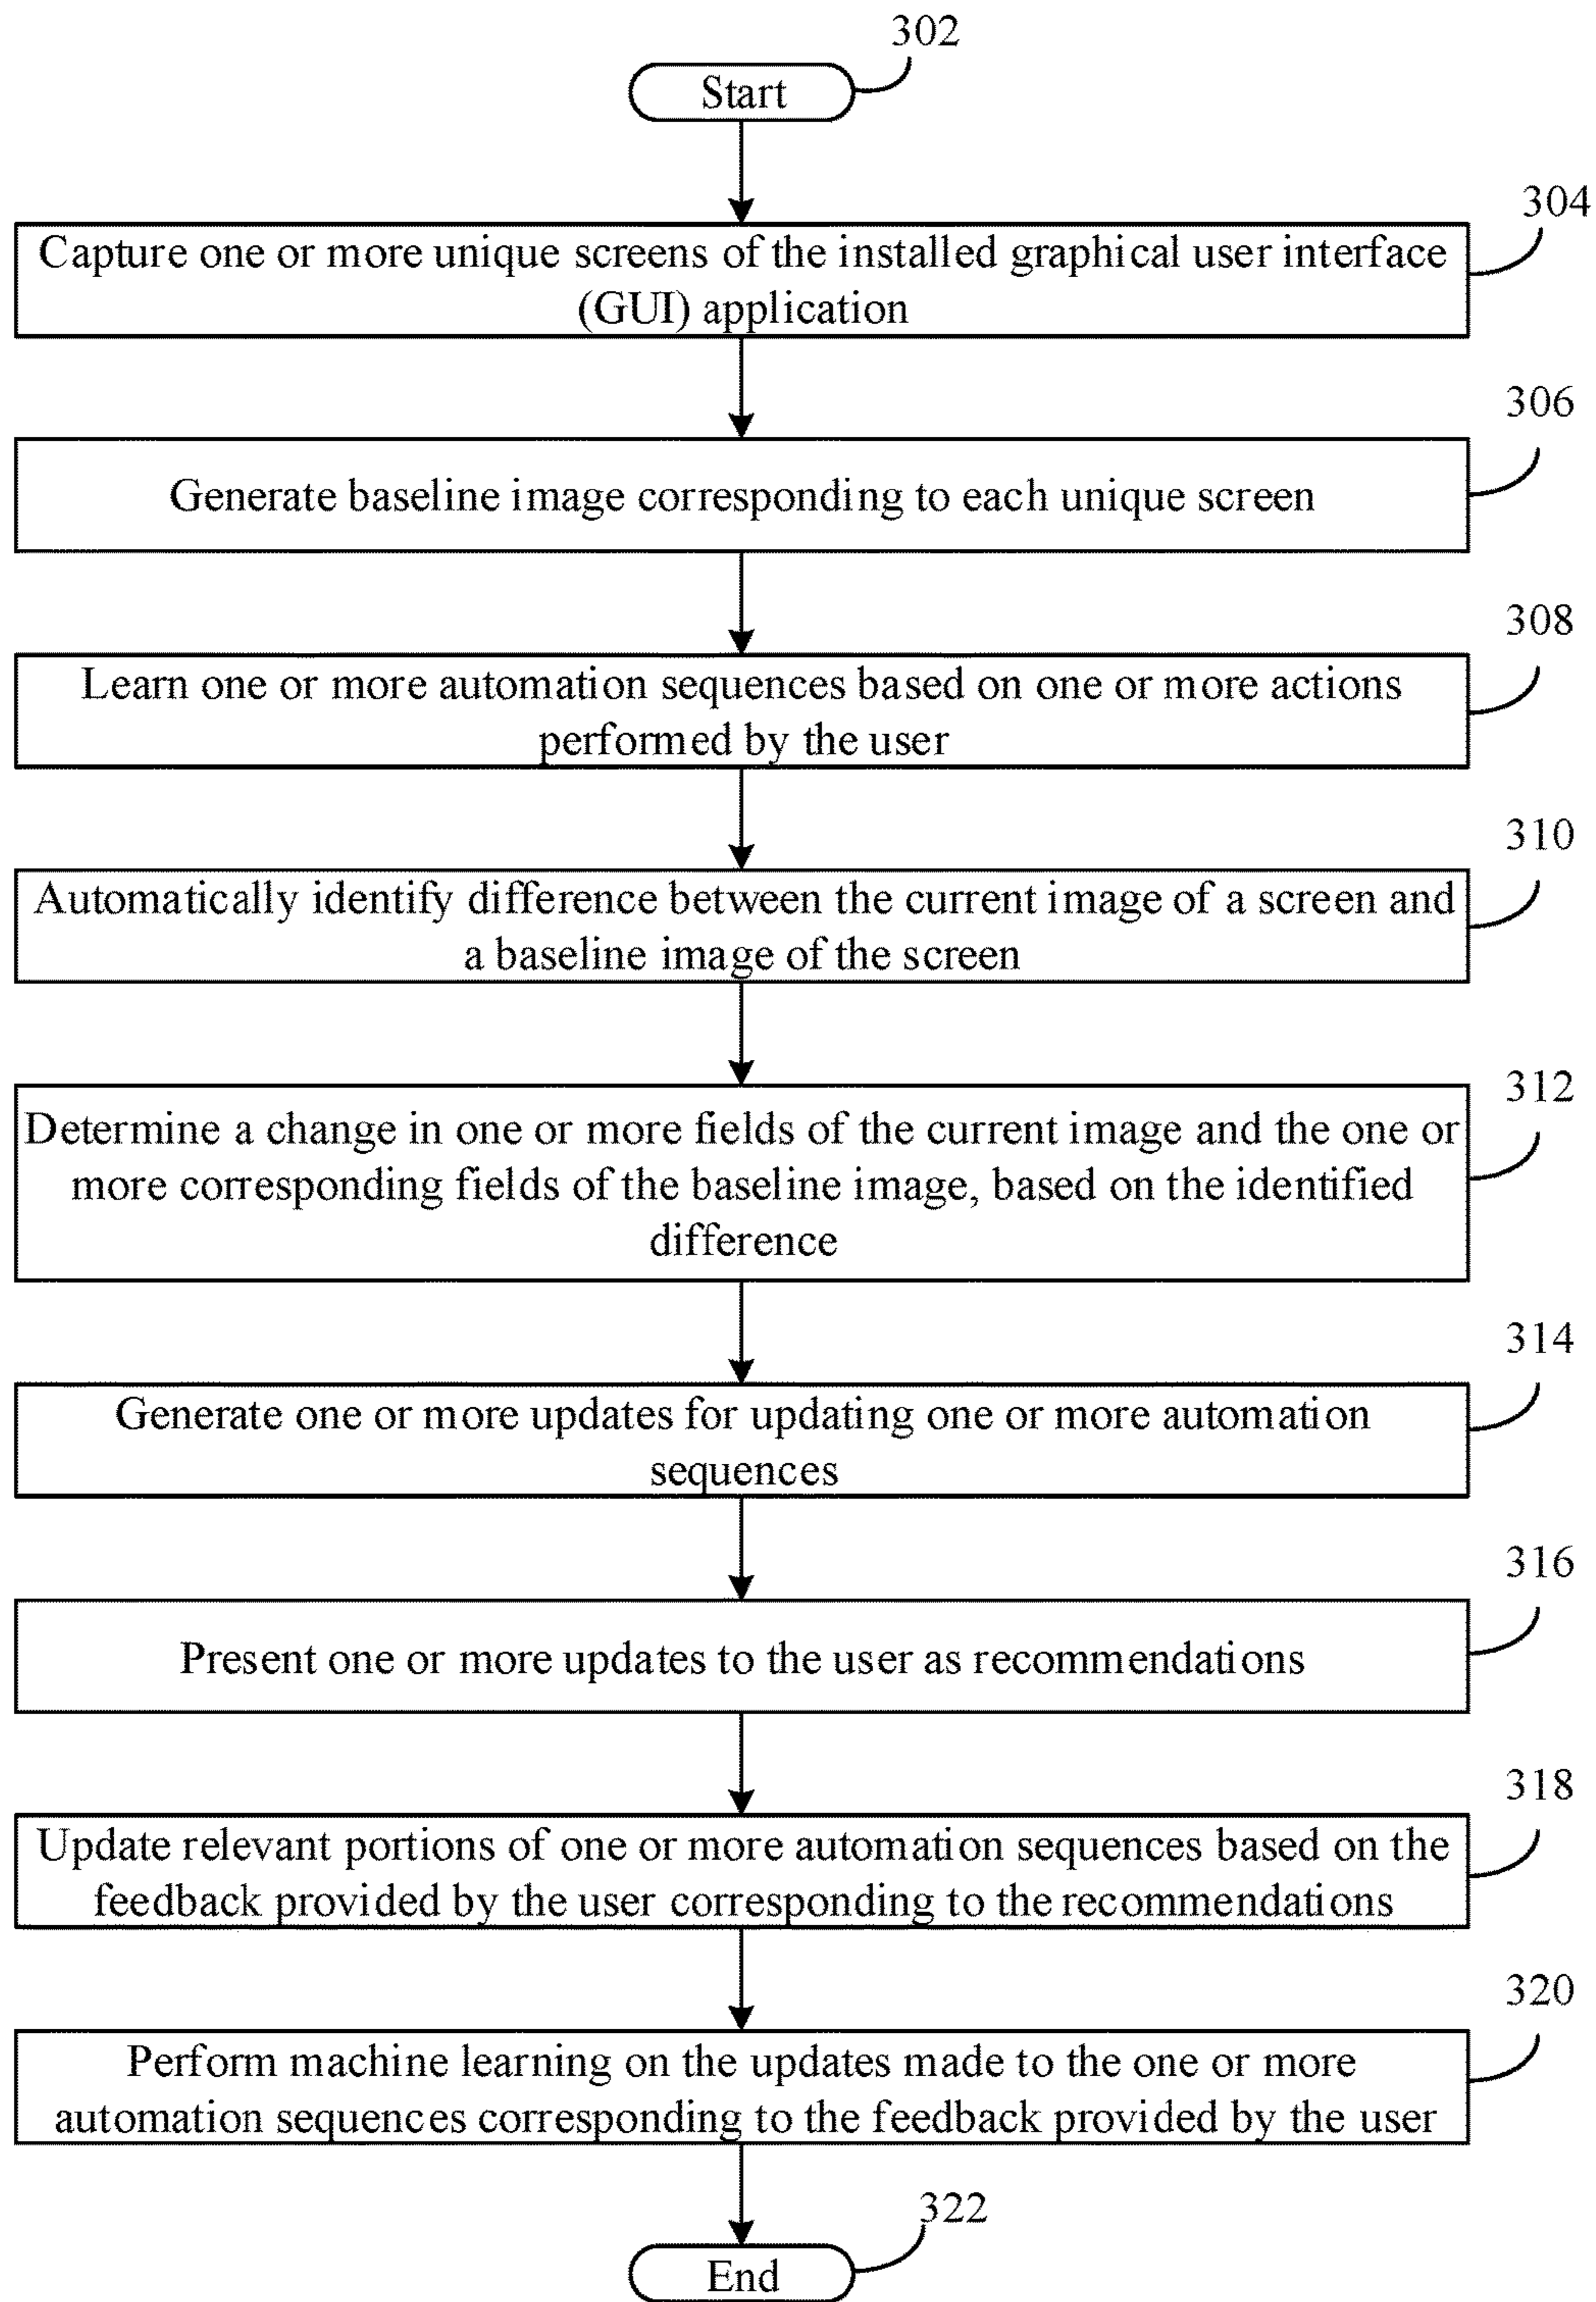 302
Start
304
Capture one or more unique screens of the installed graphical user interface
(GUI) application
306
Generate baseline image corresponding to each unique screen
308
Learn one or more automation sequences based on one or more actions
performed by the user
310
Automatically identify difference between the current image of a screen and
a baseline image of the screen
312
Determine a change in one or more fields of the current image and the one or
more corresponding fields of the baseline image, based on the identified
difference
314
Generate one or more updates for updating one or more automation
sequences
316
Present one or more updates to the user as recommendations
318
Update relevant portions of one or more automation sequences based on the
feedback provided by the user corresponding to the recommendations
320
Perform machine learning on the updates made to the one or more
automation sequences corresponding to the feedback provided by the user
322
End